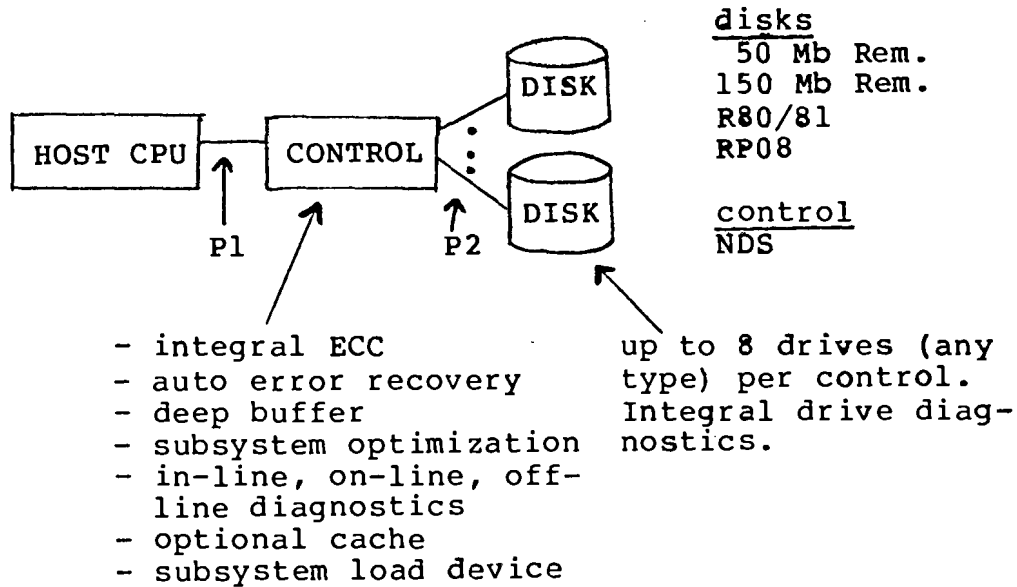 disks
50 Mb Rem.
150 Mb Rem.
R80/81
RP08
control
NDS
HOST CPU
CONTROL
DISK
DISK
P1
P2
- integral ECC
- auto error recovery
- deep buffer
- subsystem optimization
- in-line, on-line, off-
line diagnostics
- optional cache
- subsystem load device
up to 8 drives (any
type) per control.
Integral drive diag-
nostics.